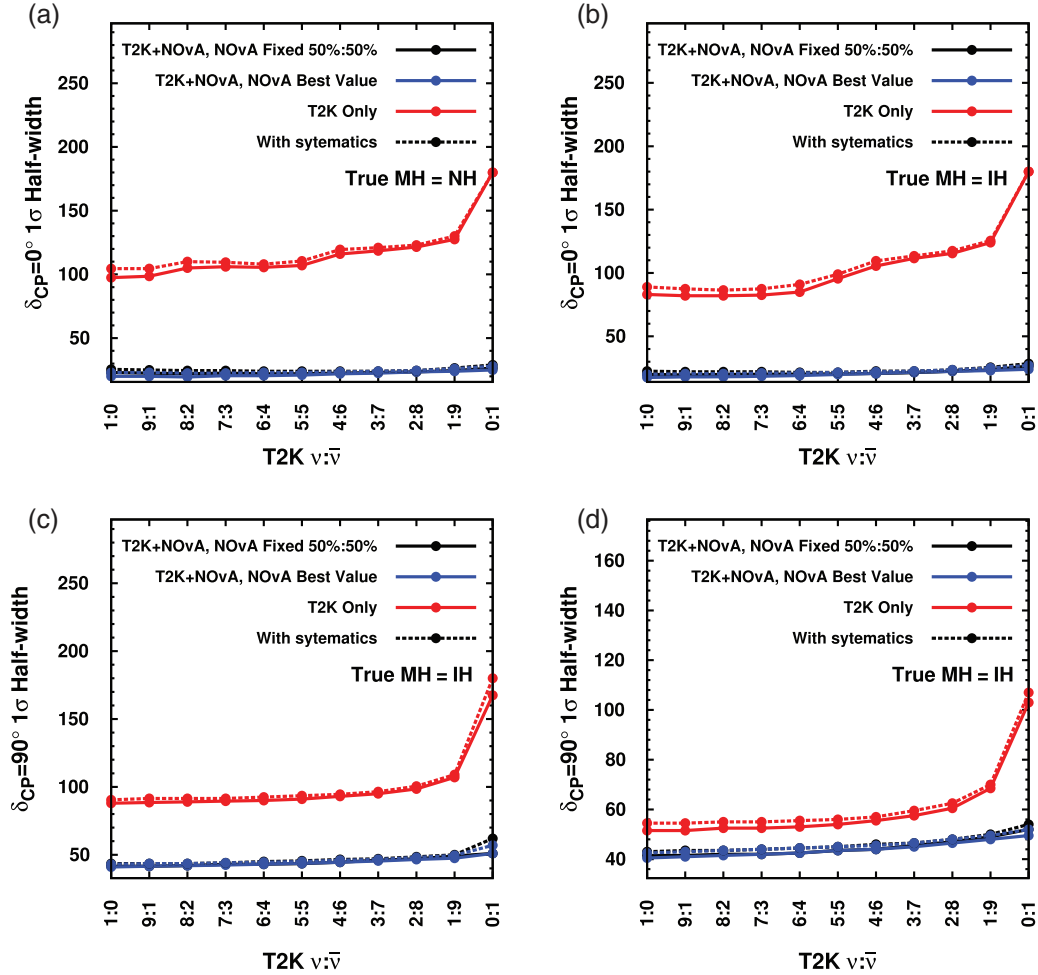 (a)
300
250
200
150
100
50
δCP=0° 1σ Half-width
T2K+NOvA, NOvA Fixed 50%:50%
T2K+NOvA, NOvA Best Value
T2K Only
With sytematics
True MH = NH
1:0 9:1 8:2 7:3 6:4 5:5 4:6 3:7 2:8 1:9 0:1
T2K ν:ν̅
(b)
250
200
150
100
50
δCP=0° 1σ Half-width
T2K+NOvA, NOvA Fixed 50%:50%
T2K+NOvA, NOvA Best Value
T2K Only
With sytematics
True MH = IH
1:0 9:1 8:2 7:3 6:4 5:5 4:6 3:7 2:8 1:9 0:1
T2K ν:ν̅
(c)
250
200
150
100
50
δCP=90° 1σ Half-width
T2K+NOvA, NOvA Fixed 50%:50%
T2K+NOvA, NOvA Best Value
T2K Only
With sytematics
True MH = IH
1:0 9:1 8:2 7:3 6:4 5:5 4:6 3:7 2:8 1:9 0:1
T2K ν:ν̅
(d)
160
140
120
100
80
60
40
δCP=90° 1σ Half-width
T2K+NOvA, NOvA Fixed 50%:50%
T2K+NOvA, NOvA Best Value
T2K Only
With sytematics
True MH = IH
1:0 9:1 8:2 7:3 6:4 5:5 4:6 3:7 2:8 1:9 0:1
T2K ν:ν̅